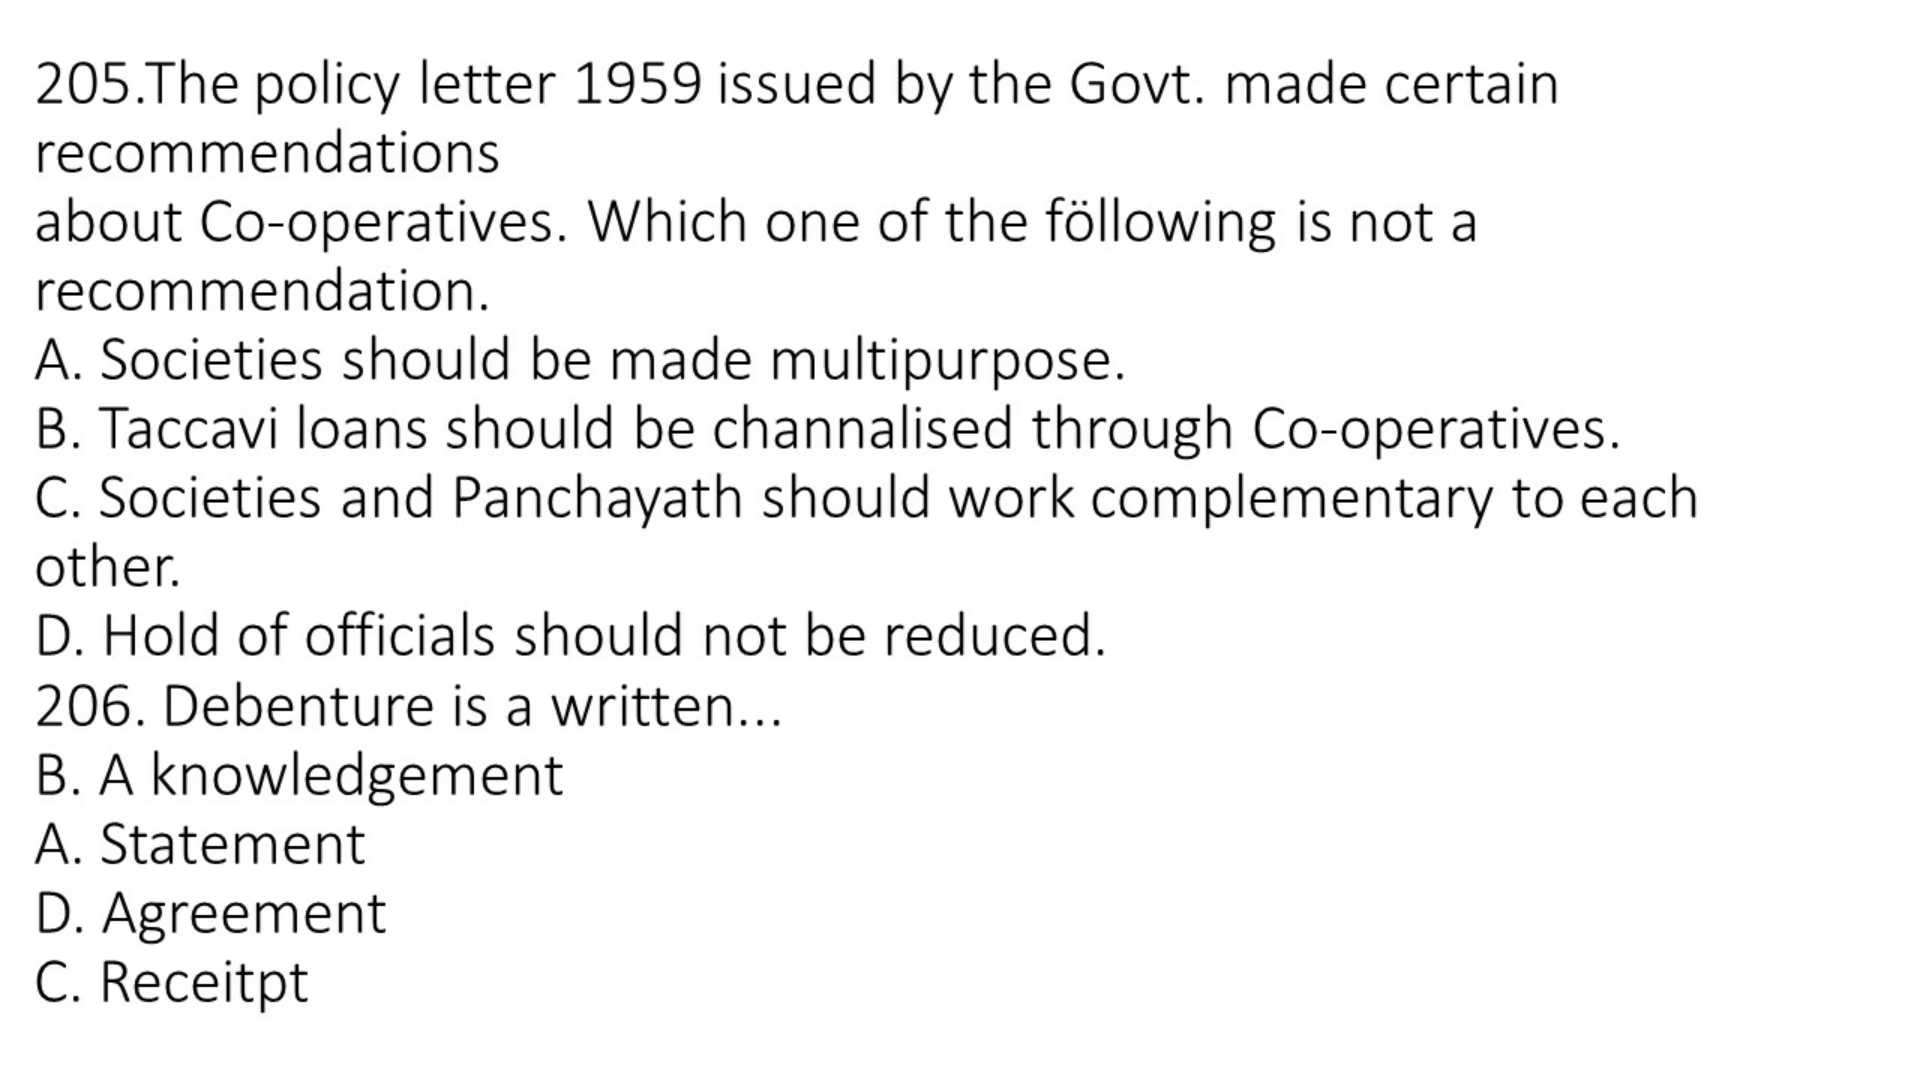 205.The policy letter 1959 issued by the Govt. made certain
recommendations
about Co-operatives. Which one of the föllowing is not a
recommendation.
A. Societies should be made multipurpose.
B. Taccavi loans should be channalised through Co-operatives.
C. Societies and Panchayath should work complementary to each
other.
D. Hold of officials should not be reduced.
206. Debenture is a written...
B. A knowledgement
A. Statement
D. Agreement
C. Receitpt